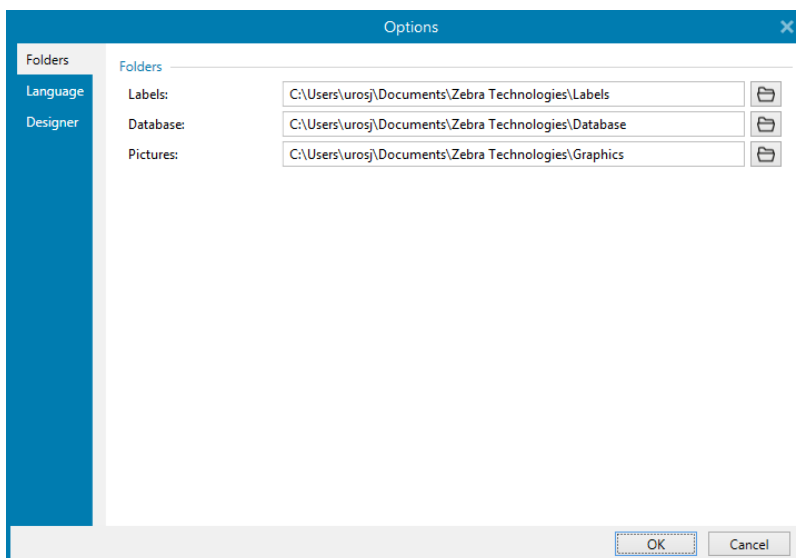 Options
Folders
Language
Designer
Folders
Labels: C:\Users\urosj\Documents\Zebra Technologies\Labels
Database: C:\Users\urosj\Documents\Zebra Technologies\Database
Pictures: C:\Users\urosj\Documents\Zebra Technologies\Graphics
OK Cancel